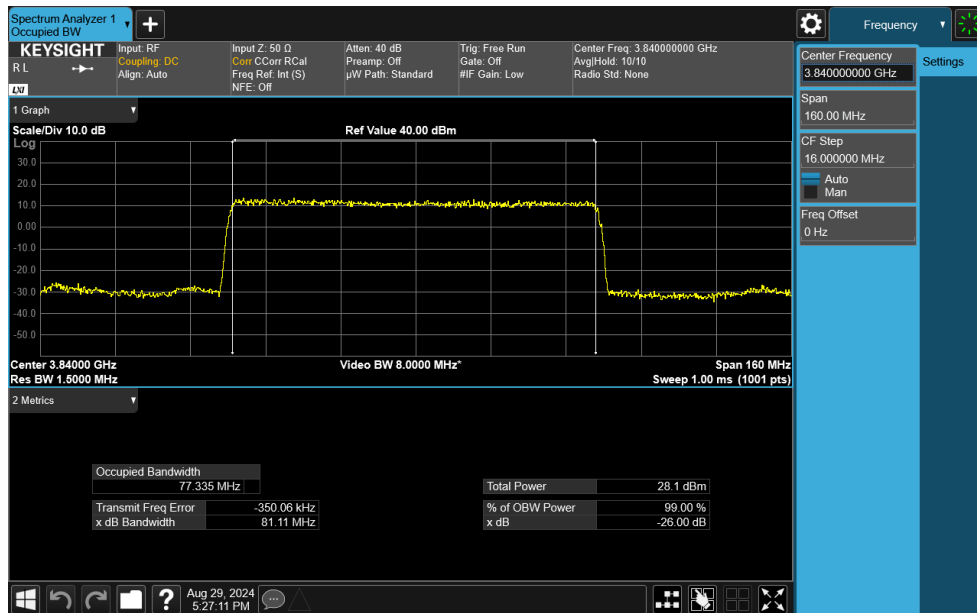 Spectrum Analyzer 1
Occupied BW
Frequency
KEYSIGHT
R L
LXI
Input: RF
Coupling: DC
Align: Auto
Input Z: 50 Ω
Corr CCorr RCal
Freq Ref: Int (S)
NFE: Off
Atten: 40 dB
Preamp: Off
µW Path: Standard
Trig: Free Run
Gate: Off
#IF Gain: Low
Center Freq: 3.840000000 GHz
Avg|Hold: 10/10
Radio Std: None
Center Frequency
3.840000000 GHz
Settings
Span
160.00 MHz
CF Step
16.000000 MHz
Auto
Man
Freq Offset
0 Hz
1 Graph
Scale/Div 10.0 dB
Ref Value 40.00 dBm
Log
30.0
20.0
10.0
0.00
-10.0
-20.0
-30.0
-40.0
-50.0
Center 3.84000 GHz
Video BW 8.0000 MHz*
Span 160 MHz
Res BW 1.5000 MHz
Sweep 1.00 ms (1001 pts)
2 Metrics
Occupied Bandwidth
77.335 MHz
Total Power 28.1 dBm
Transmit Freq Error -350.06 kHz
% of OBW Power 99.00 %
x dB Bandwidth 81.11 MHz
x dB -26.00 dB
?
Aug 29, 2024
5:27:11 PM